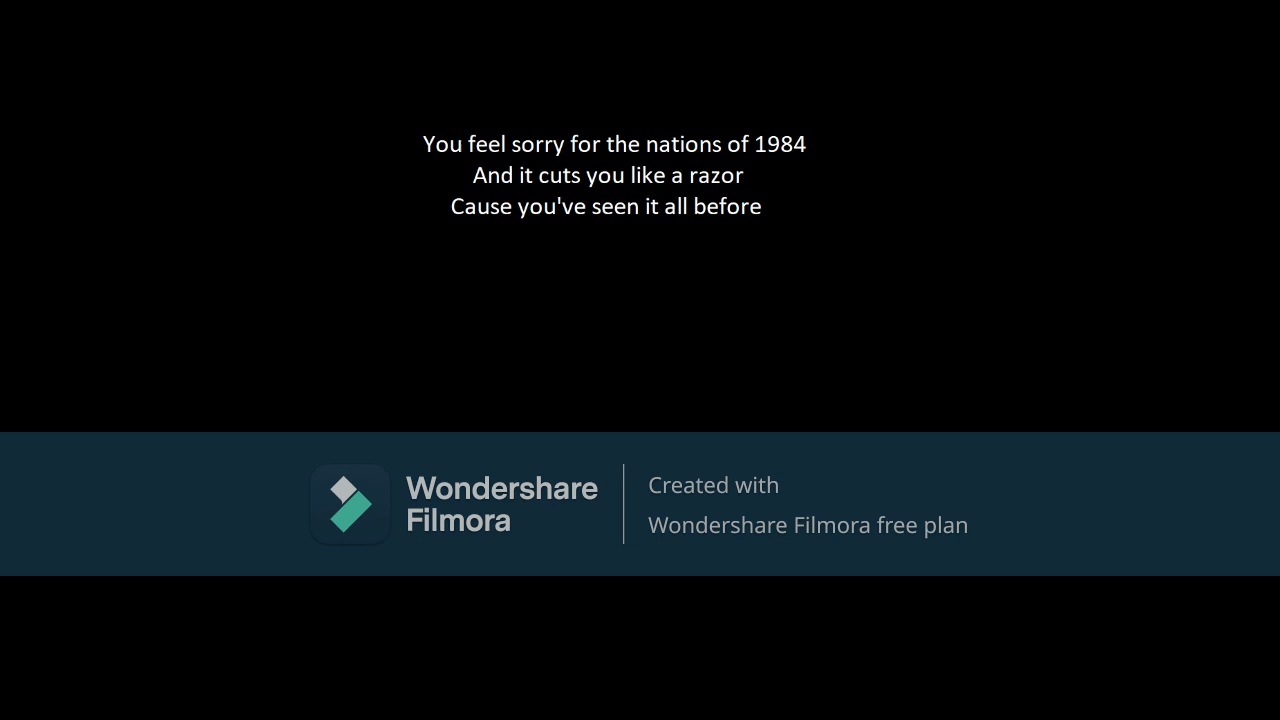 You feel sorry for the nations of 1984
And it cuts you like a razor
Cause you've seen it all before
Wondershare
Filmora
Created with
Wondershare Filmora free plan